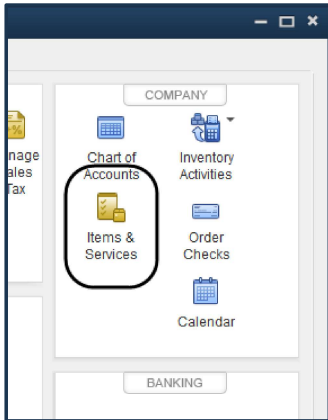 COMPANY
nage
ales
Tax
Chart of
Accounts
Inventory
Activities
Items &
Services
Order
Checks
Calendar
BANKING